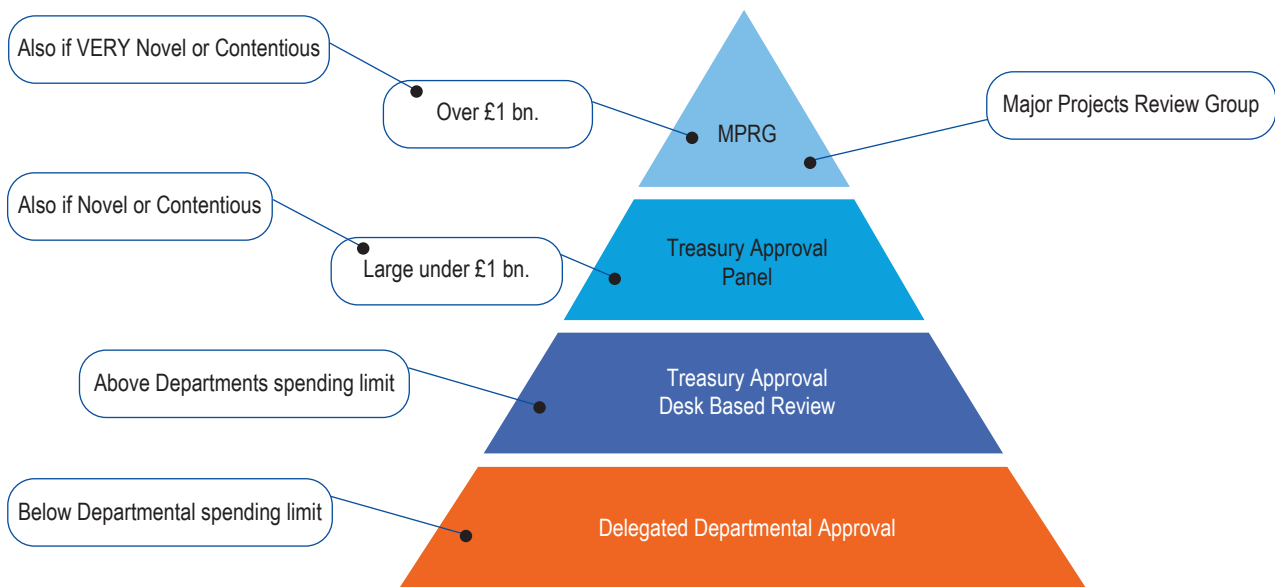 Also if VERY Novel or Contentious
Over £1 bn.
MPRG
Major Projects Review Group
Also if Novel or Contentious
Large under £1 bn.
Treasury Approval
Panel
Above Departments spending limit
Treasury Approval
Desk Based Review
Below Departmental spending limit
Delegated Departmental Approval